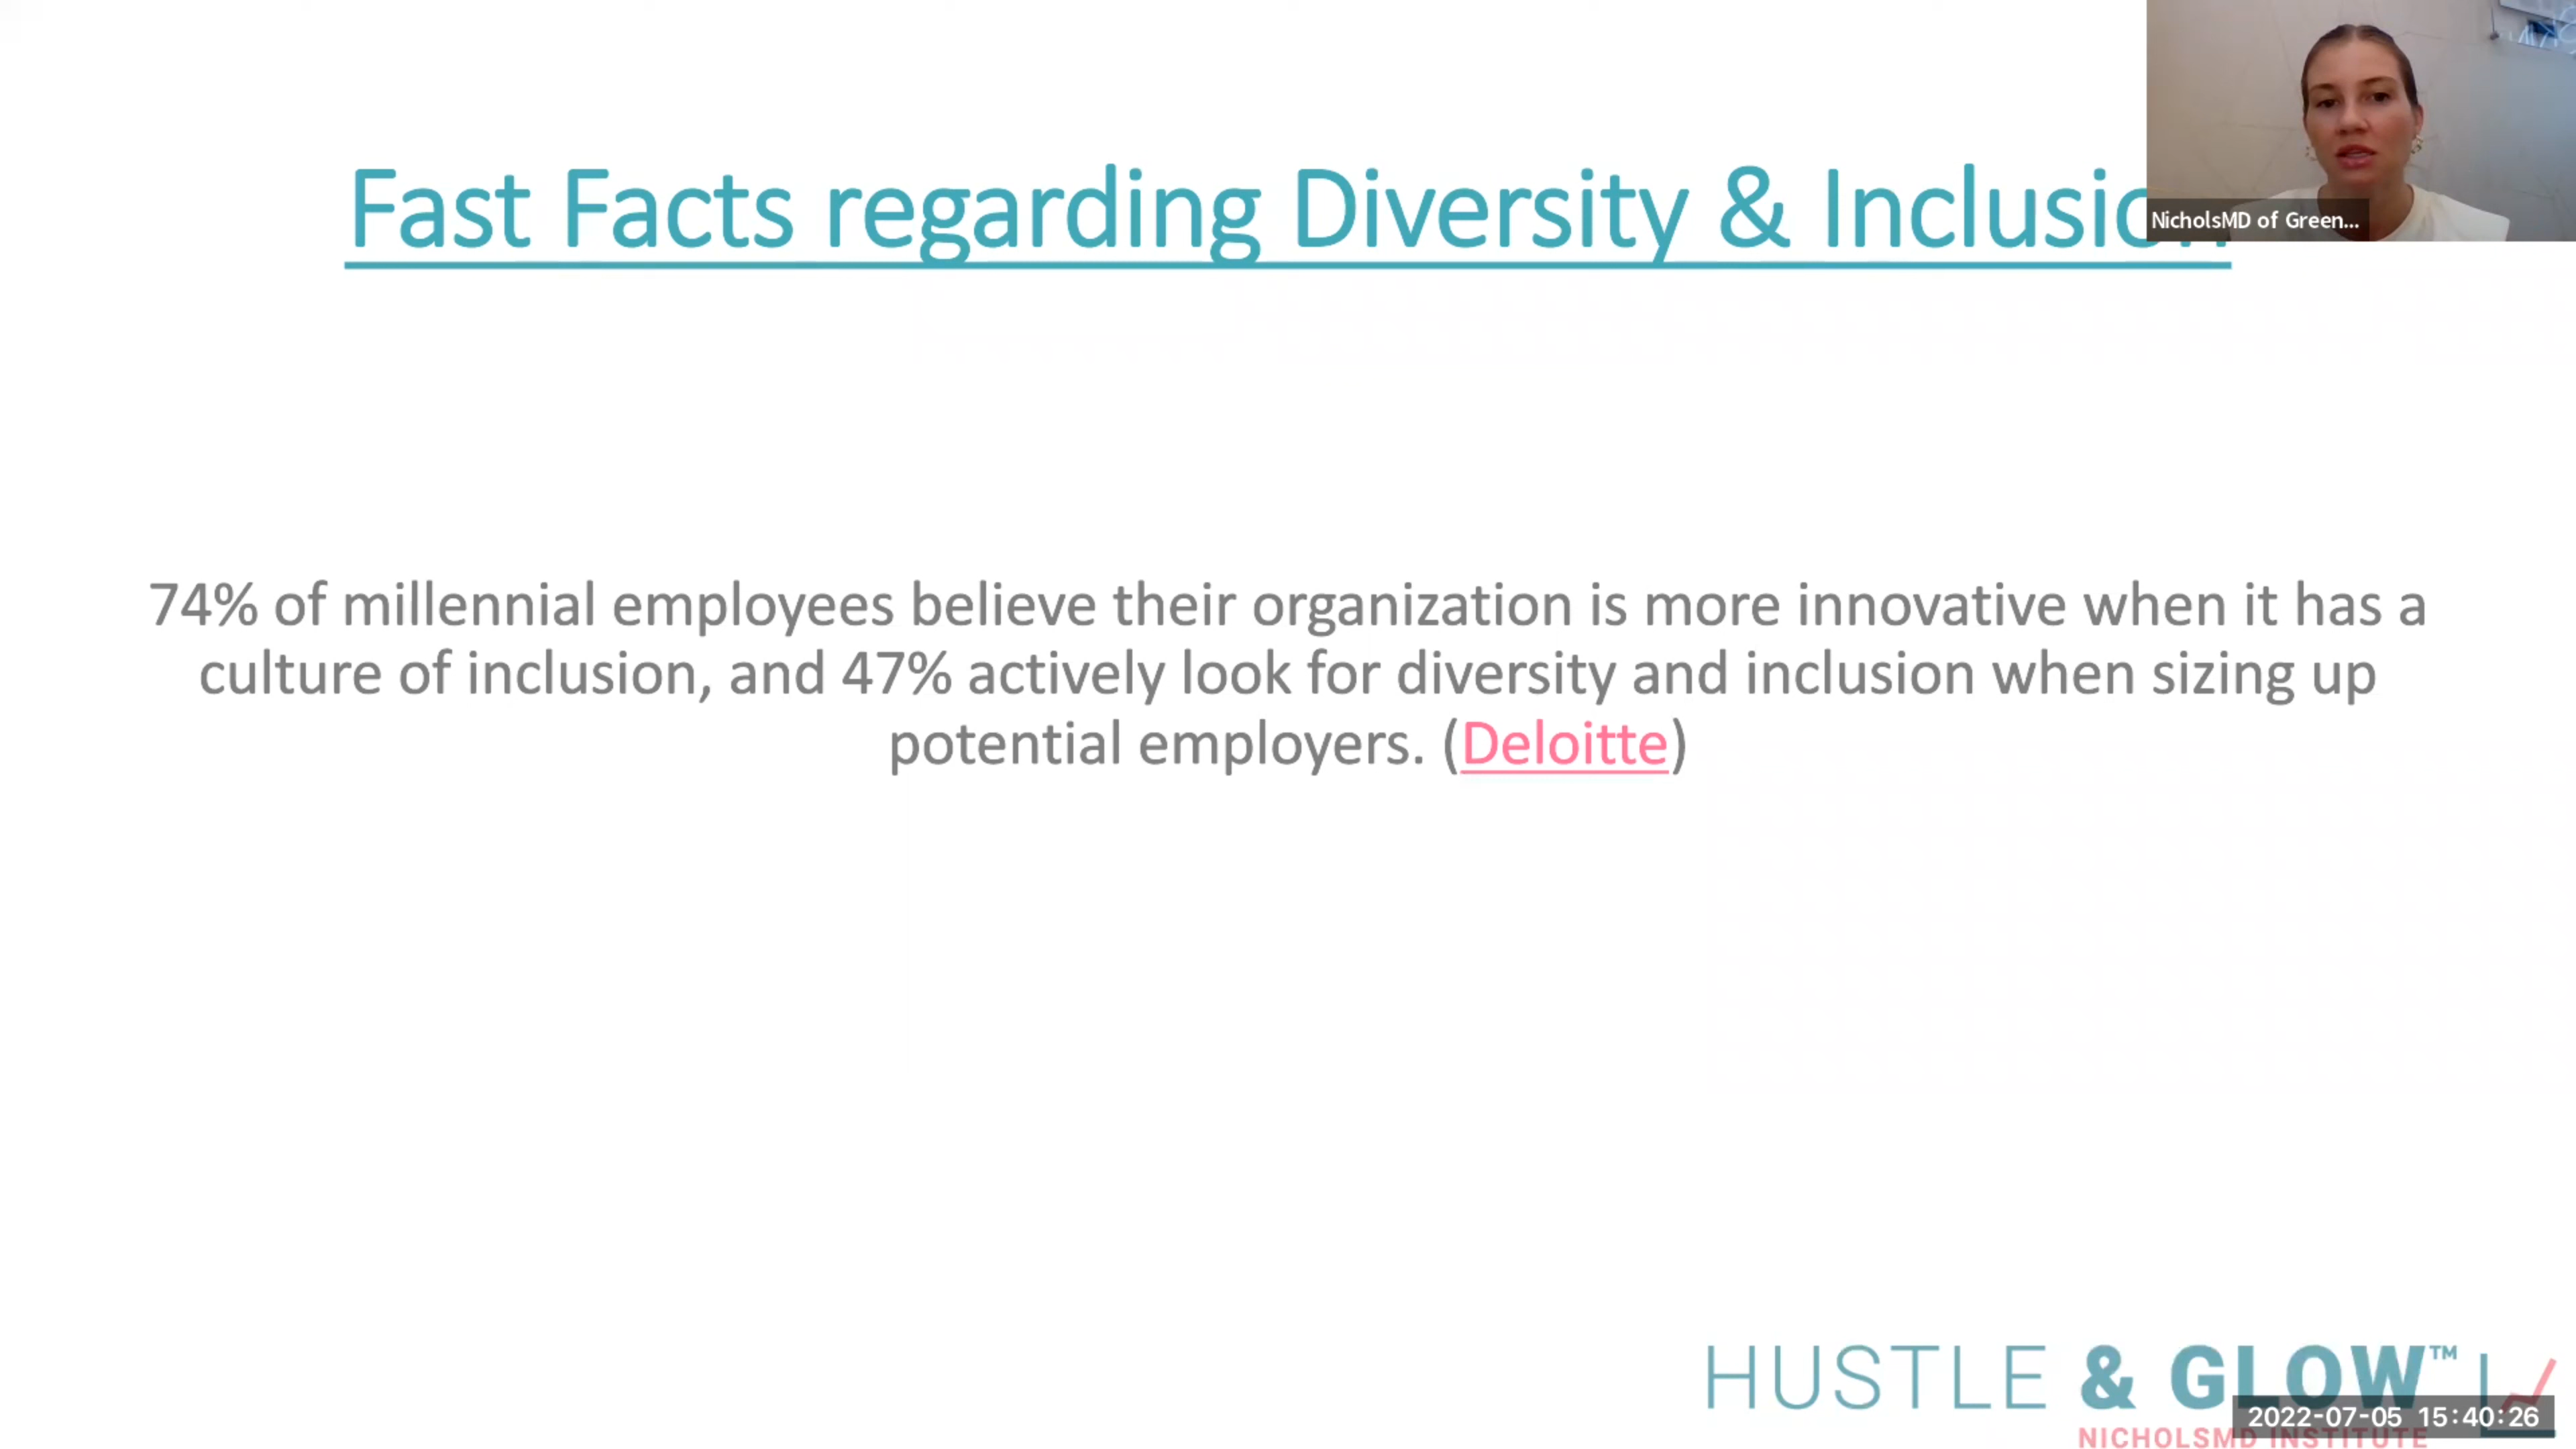 Fast Facts regarding Diversity & Inclusion
NicholsMD of Green...
74% of millennial employees believe their organization is more innovative when it has a
culture of inclusion, and 47% actively look for diversity and inclusion when sizing up
potential employers. (Deloitte)
HUSTLE & GLOW™
2022-07-05 15:40:26
NICHOLSMD INSTITUTE